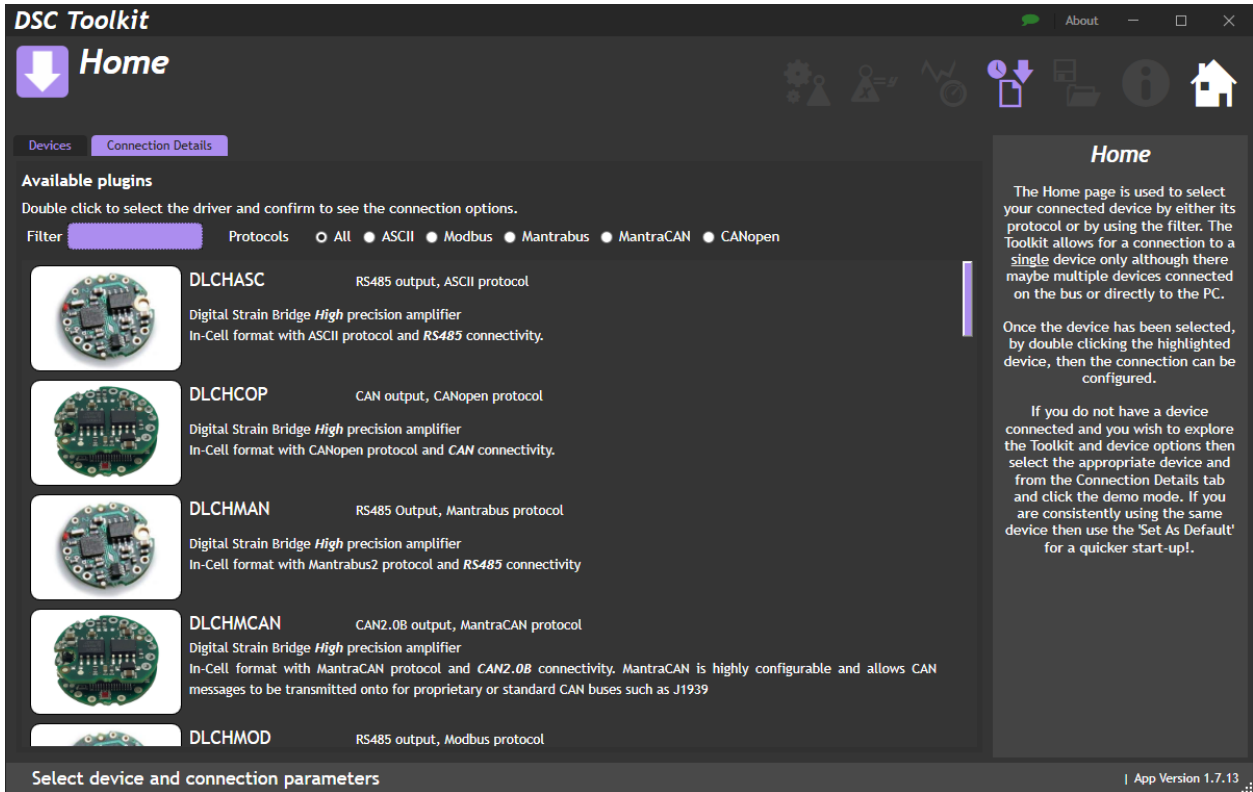 DSC Toolkit
About
Home
Devices
Connection Details
Available plugins
Double click to select the driver and confirm to see the connection options.
Filter
Protocols All ASCII Modbus Mantrabus MantraCAN CANopen
DLCHASC RS485 output, ASCII protocol
Digital Strain Bridge High precision amplifier
In-Cell format with ASCII protocol and RS485 connectivity.
DLCHCOP CAN output, CANopen protocol
Digital Strain Bridge High precision amplifier
In-Cell format with CANopen protocol and CAN connectivity.
DLCHMAN RS485 Output, Mantrabus protocol
Digital Strain Bridge High precision amplifier
In-Cell format with Mantrabus2 protocol and RS485 connectivity
DLCHMCAN CAN2.0B output, MantraCAN protocol
Digital Strain Bridge High precision amplifier
In-Cell format with MantraCAN protocol and CAN2.0B connectivity. MantraCAN is highly configurable and allows CAN
messages to be transmitted onto for proprietary or standard CAN buses such as J1939
DLCHMOD RS485 output, Modbus protocol
Home
The Home page is used to select
your connected device by either its
protocol or by using the filter. The
Toolkit allows for a connection to a
single device only although there
maybe multiple devices connected
on the bus or directly to the PC.
Once the device has been selected,
by double clicking the highlighted
device, then the connection can be
configured.
If you do not have a device
connected and you wish to explore
the Toolkit and device options then
select the appropriate device and
from the Connection Details tab
and click the demo mode. If you
are consistently using the same
device then use the 'Set As Default'
for a quicker start-up!.
Select device and connection parameters
| App Version 1.7.13